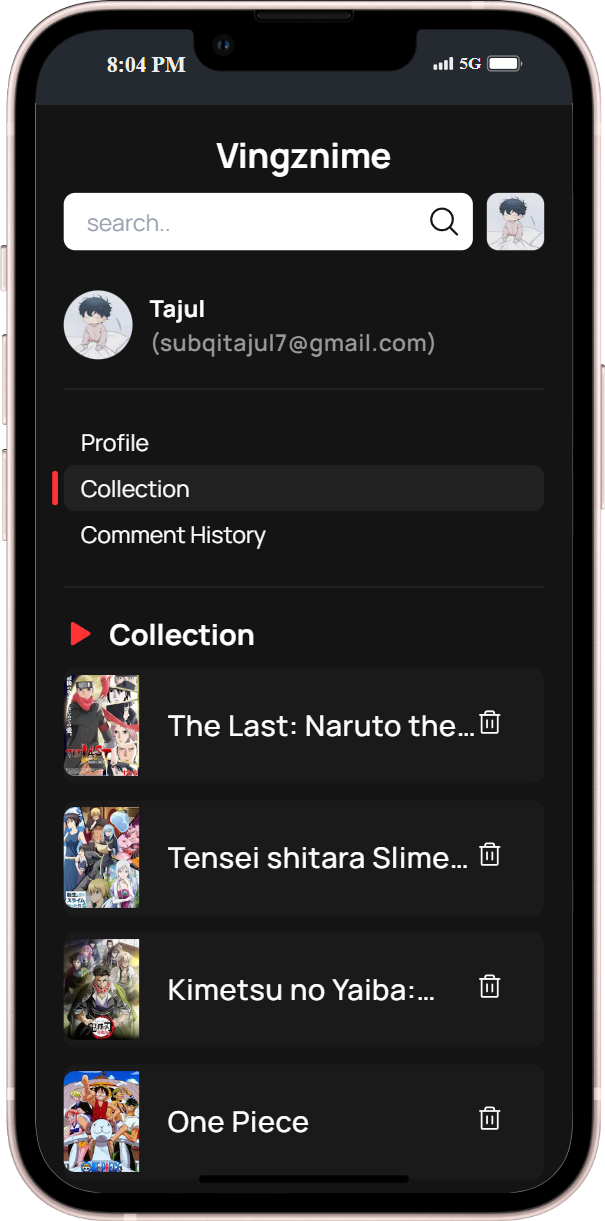 8:04 PM
5G
Vingznime
search..
Tajul
(subqitajul7@gmail.com)
Profile
Collection
Comment History
Collection
The Last: Naruto the...
Tensei shitara Slime...
Kimetsu no Yaiba:...
One Piece